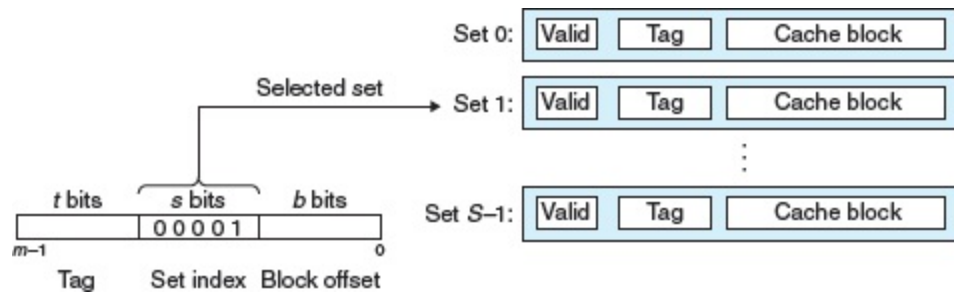 Set 0: Valid Tag Cache block
Selected set
Set 1: Valid Tag Cache block
⋮
t bits s bits b bits
Set S–1: Valid Tag Cache block
0 0 0 0 1
m–1 0
Tag Set index Block offset